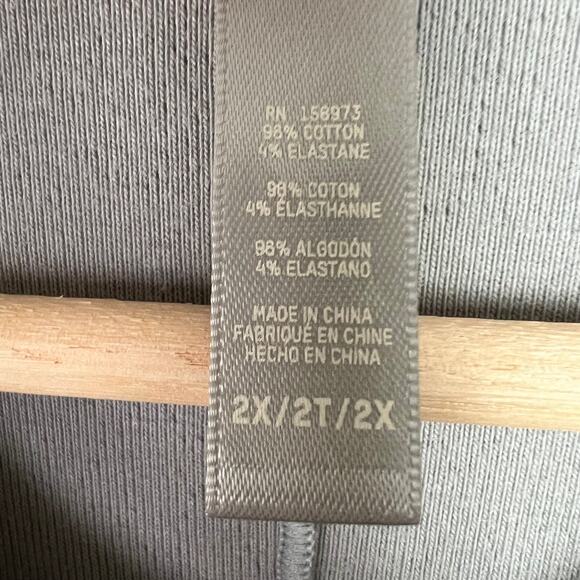 RN 158973
96% COTTON
4% ELASTANE
96% COTON
4% ÉLASTHANNE
96% ALGODÓN
4% ELASTANO
MADE IN CHINA
FABRIQUÉ EN CHINE
HECHO EN CHINA
2X/2T/2X